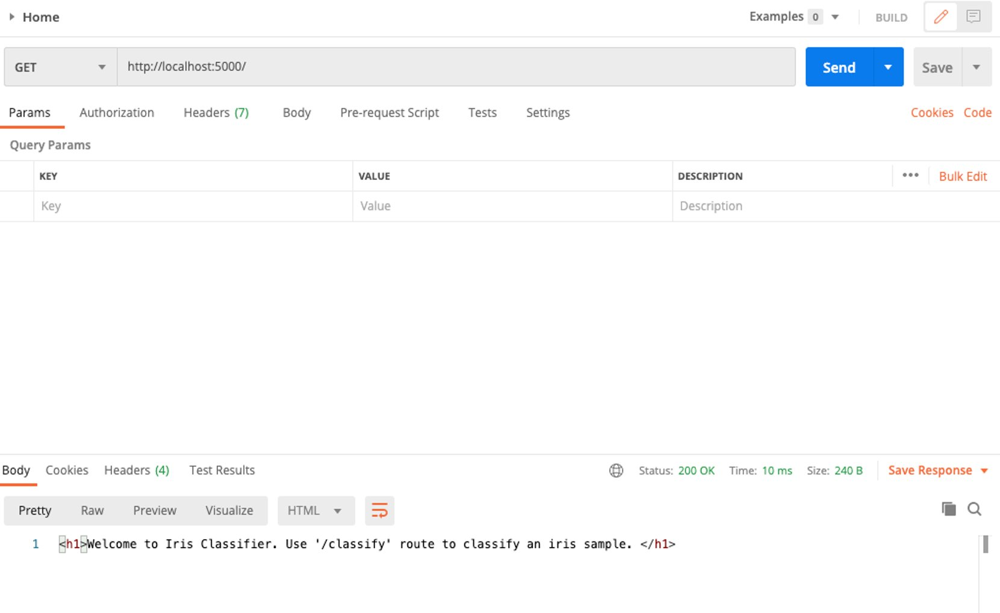 Home Examples 0 BUILD
GET http://localhost:5000/ Send Save
Params Authorization Headers (7) Body Pre-request Script Tests Settings Cookies Code
Query Params
KEY VALUE DESCRIPTION ••• Bulk Edit
Key Value Description
Body Cookies Headers (4) Test Results Status: 200 OK Time: 10 ms Size: 240 B Save Response
Pretty Raw Preview Visualize HTML
1 <h1>Welcome to Iris Classifier. Use '/classify' route to classify an iris sample. </h1>